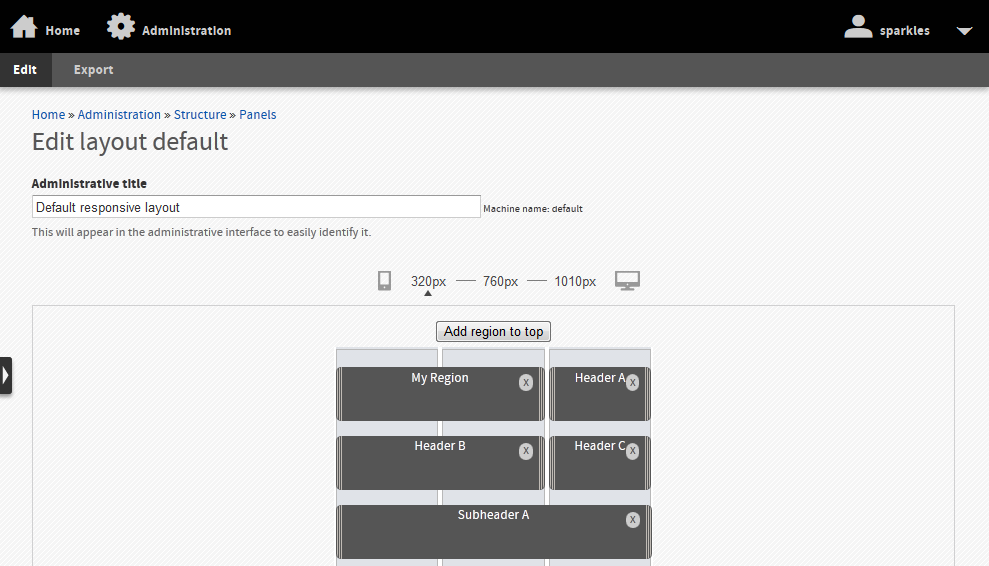 Home Administration sparkles
Edit Export
Home » Administration » Structure » Panels
Edit layout default
Administrative title
Default responsive layout Machine name: default
This will appear in the administrative interface to easily identify it.
320px 760px 1010px
Add region to top
My Region X Header A X
Header B X Header C X
Subheader A X